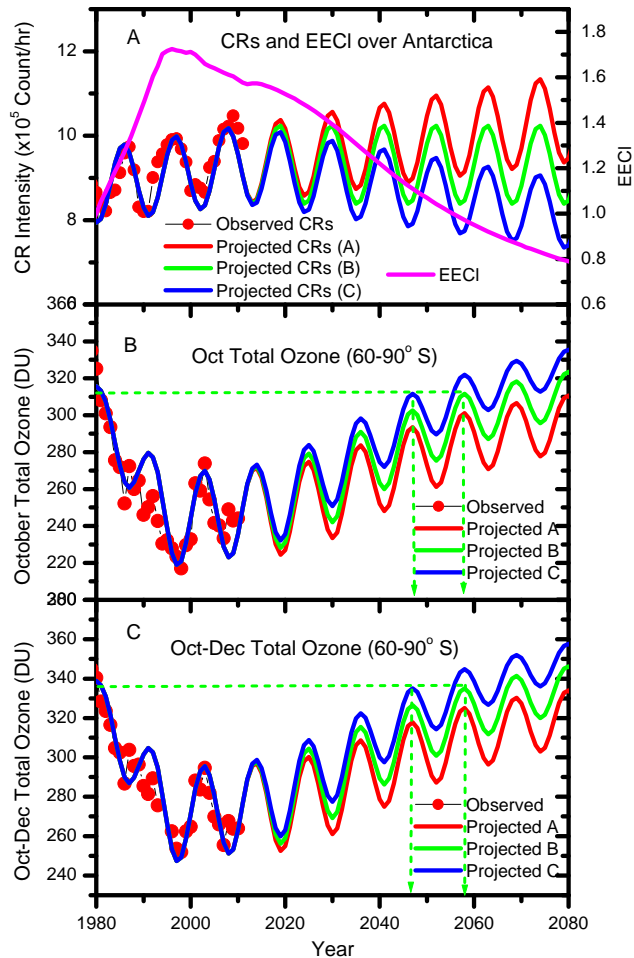 A CRs and EECl over Antarctica
12
10
8
6
1.8
1.6
1.4
1.2
1.0
0.8
0.6
CR Intensity (x10⁵ Count/hr)
EECl
Observed CRs
Projected CRs (A)
Projected CRs (B)
Projected CRs (C)
EECl
B Oct Total Ozone (60-90° S)
360
340
320
300
280
260
240
220
200
October Total Ozone (DU)
Observed
Projected A
Projected B
Projected C
C Oct-Dec Total Ozone (60-90° S)
380
360
340
320
300
280
260
240
Oct-Dec Total Ozone (DU)
Observed
Projected A
Projected B
Projected C
1980 2000 2020 2040 2060 2080
Year